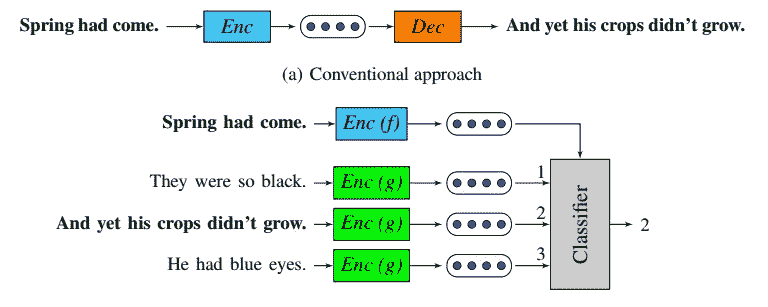 Spring had come. Enc Dec And yet his crops didn't grow.
(a) Conventional approach
Spring had come. Enc (f)
They were so black. Enc (g) 1
And yet his crops didn't grow. Enc (g) 2 Classifier 2
He had blue eyes. Enc (g) 3